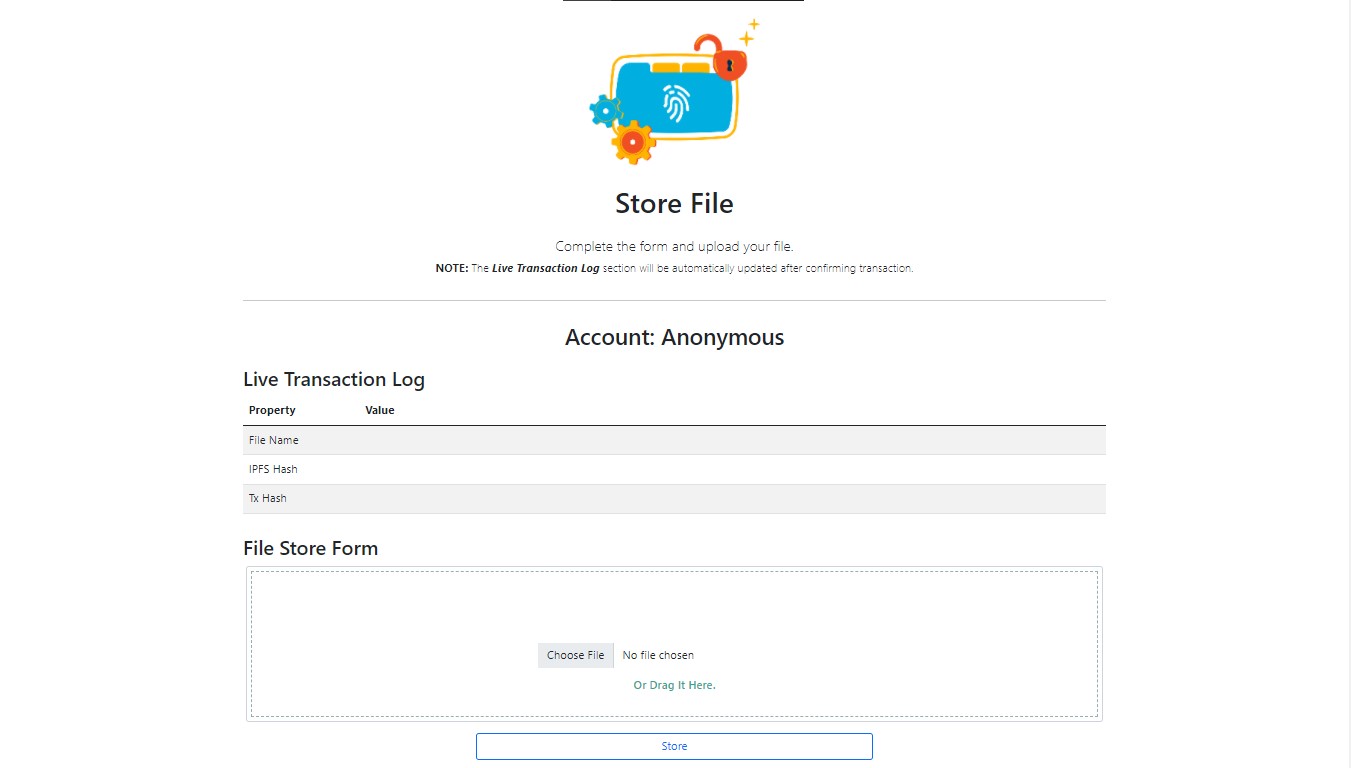 Store File
Complete the form and upload your file.
NOTE: The Live Transaction Log section will be automatically updated after confirming transaction.
Account: Anonymous
Live Transaction Log
Property Value
File Name
IPFS Hash
Tx Hash
File Store Form
Choose File No file chosen
Or Drag It Here.
Store